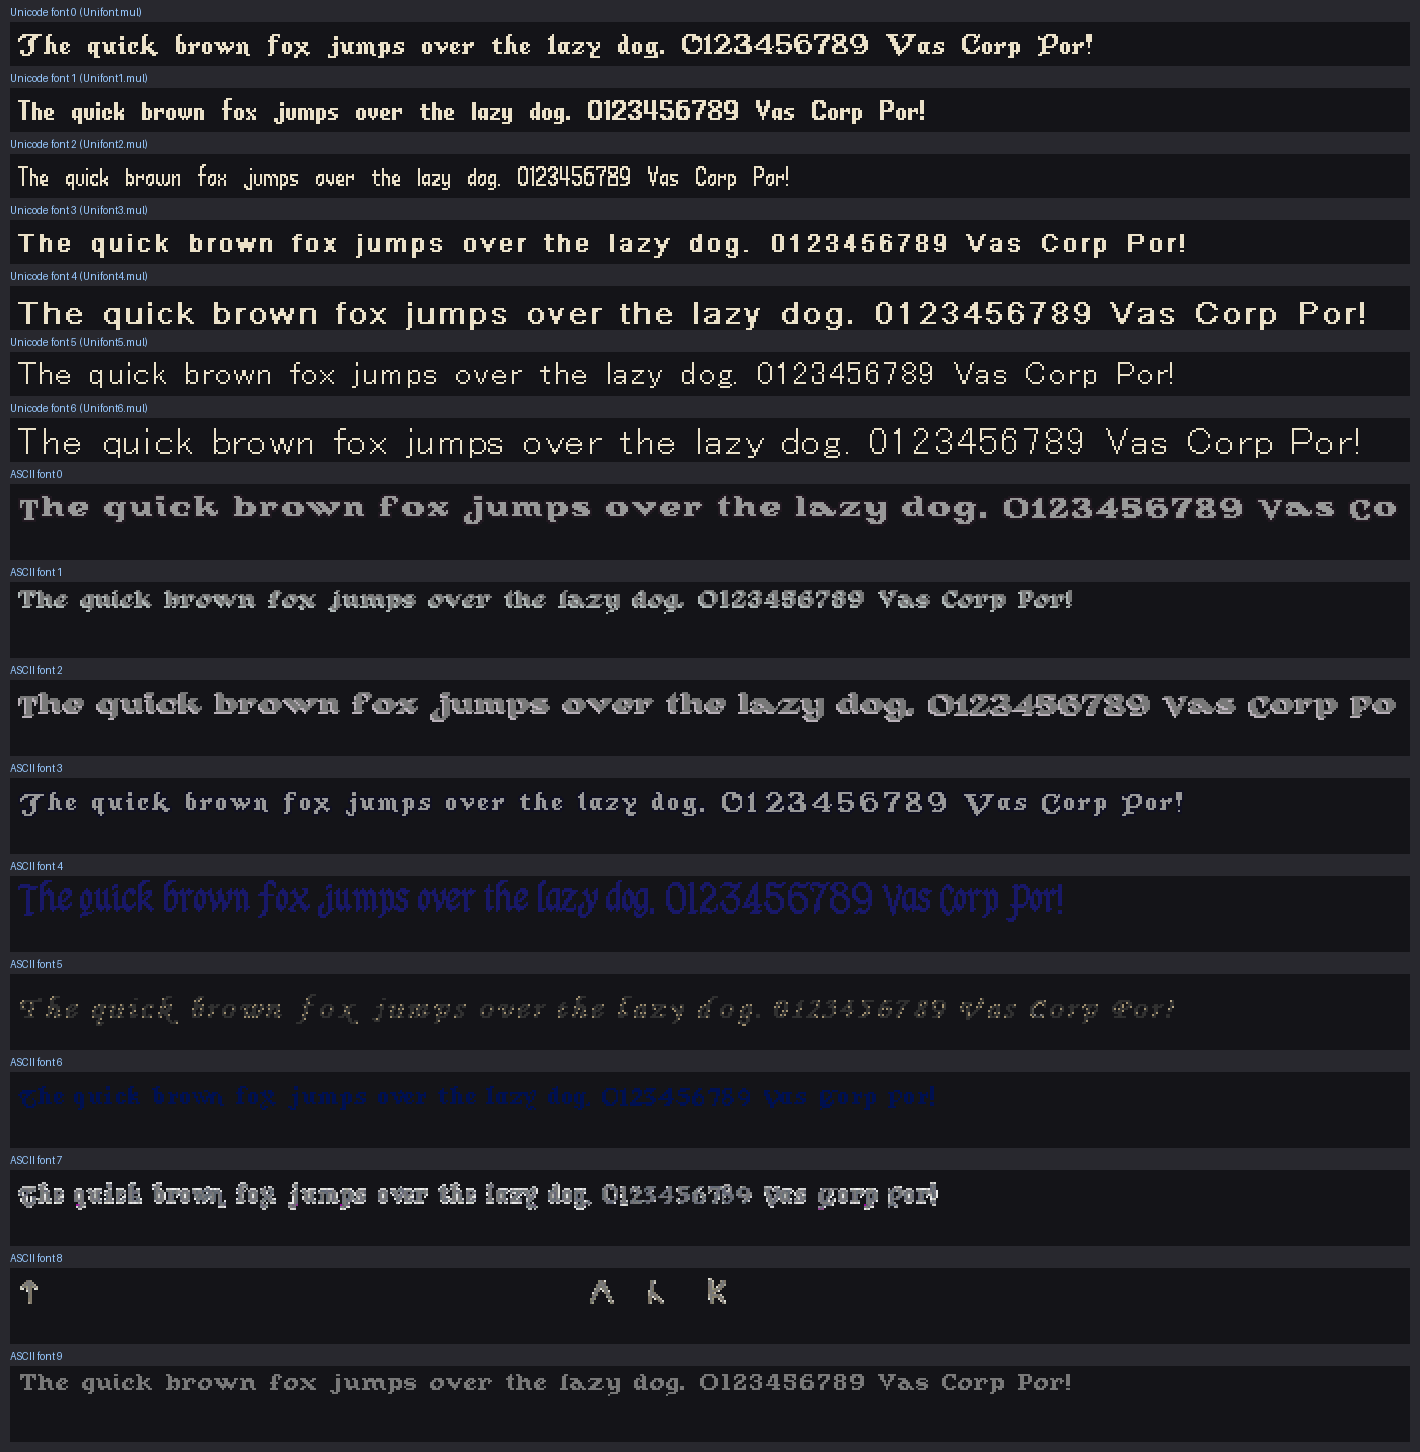 Unicode font 0 (Unifont.mul)
The quick brown fox jumps over the lazy dog. 0123456789 Vas Corp Por!
Unicode font 1 (Unifont1.mul)
The quick brown fox jumps over the lazy dog. 0123456789 Vas Corp Por!
Unicode font 2 (Unifont2.mul)
The quick brown fox jumps over the lazy dog. 0123456789 Vas Corp Por!
Unicode font 3 (Unifont3.mul)
The quick brown fox jumps over the lazy dog. 0123456789 Vas Corp Por!
Unicode font 4 (Unifont4.mul)
The quick brown fox jumps over the lazy dog. 0123456789 Vas Corp Por!
Unicode font 5 (Unifont5.mul)
The quick brown fox jumps over the lazy dog. 0123456789 Vas Corp Por!
Unicode font 6 (Unifont6.mul)
The quick brown fox jumps over the lazy dog. 0123456789 Vas Corp Por!
ASCII font 0
The quick brown fox jumps over the lazy dog. 0123456789 Vas Co
ASCII font 1
The quick brown fox jumps over the lazy dog. 0123456789 Vas Corp Por!
ASCII font 2
The quick brown fox jumps over the lazy dog. 0123456789 Vas Corp Po
ASCII font 3
The quick brown fox jumps over the lazy dog. 0123456789 Vas Corp Por!
ASCII font 4
The quick brown fox jumps over the lazy dog. 0123456789 Vas Corp Por!
ASCII font 5
The quick brown fox jumps over the lazy dog. 0123456789 Vas Corp Por!
ASCII font 6
The quick brown fox jumps over the lazy dog. 0123456789 Vas Corp Por!
ASCII font 7
The quick brown fox jumps over the lazy dog. 0123456789 Vas Corp Por!
ASCII font 8
ASCII font 9
The quick brown fox jumps over the lazy dog. 0123456789 Vas Corp Por!